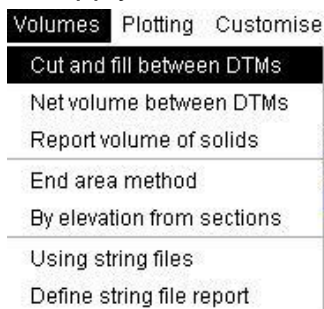 Volumes Plotting Customise
Cut and fill between DTMs
Net volume between DTMs
Report volume of solids
End area method
By elevation from sections
Using string files
Define string file report